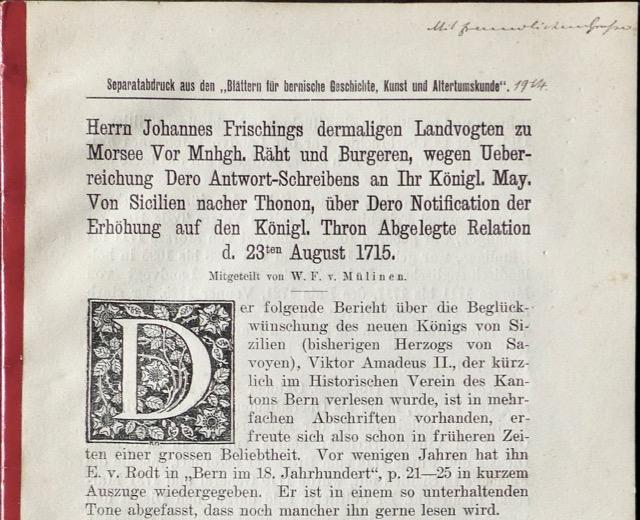 Mit freundlichem Grusse
Separatabdruck aus den „Blättern für bernische Geschichte, Kunst und Altertumskunde“. 1914.
Herrn Johannes Frischings dermaligen Landvogten zu
Morsee Vor Mnhgh. Räht und Burgeren, wegen Ueber-
reichung Dero Antwort-Schreibens an Ihr Königl. May.
Von Sicilien nacher Thonon, über Dero Notification der
Erhöhung auf den Königl. Thron Abgelegte Relation
d. 23ten August 1715.
Mitgeteilt von W. F. v. Mülinen.
Der folgende Bericht über die Beglück-
wünschung des neuen Königs von Si-
zilien (bisherigen Herzogs von Sa-
voyen), Viktor Amadeus II., der kürz-
lich im Historischen Verein des Kan-
tons Bern verlesen wurde, ist in mehr-
fachen Abschriften vorhanden, er-
freute sich also schon in früheren Zei-
ten einer grossen Beliebtheit. Vor wenigen Jahren hat ihn
E. v. Rodt in „Bern im 18. Jahrhundert“, p. 21—25 in kurzem
Auszuge wiedergegeben. Er ist in einem so unterhaltenden
Tone abgefasst, dass noch mancher ihn gerne lesen wird.